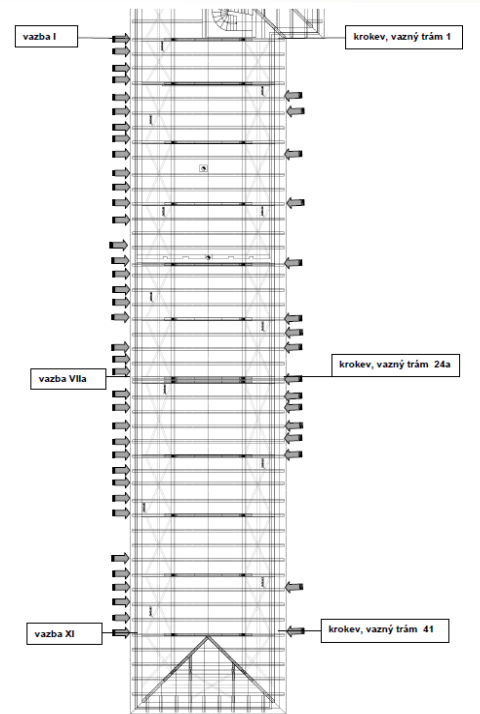 vazba I
krokev, vazný trám 1
krokev, vazný trám 24a
vazba VIIa
krokev, vazný trám 41
vazba XI